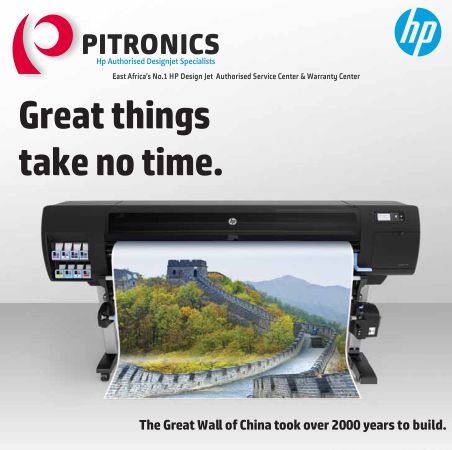 PITRONICS
hp
Hp Authorised Designjet Specialists
East Africa's No.1 HP Design Jet Authorised Service Center & Warranty Center
Great things
take no time.
hp
The Great Wall of China took over 2000 years to build.